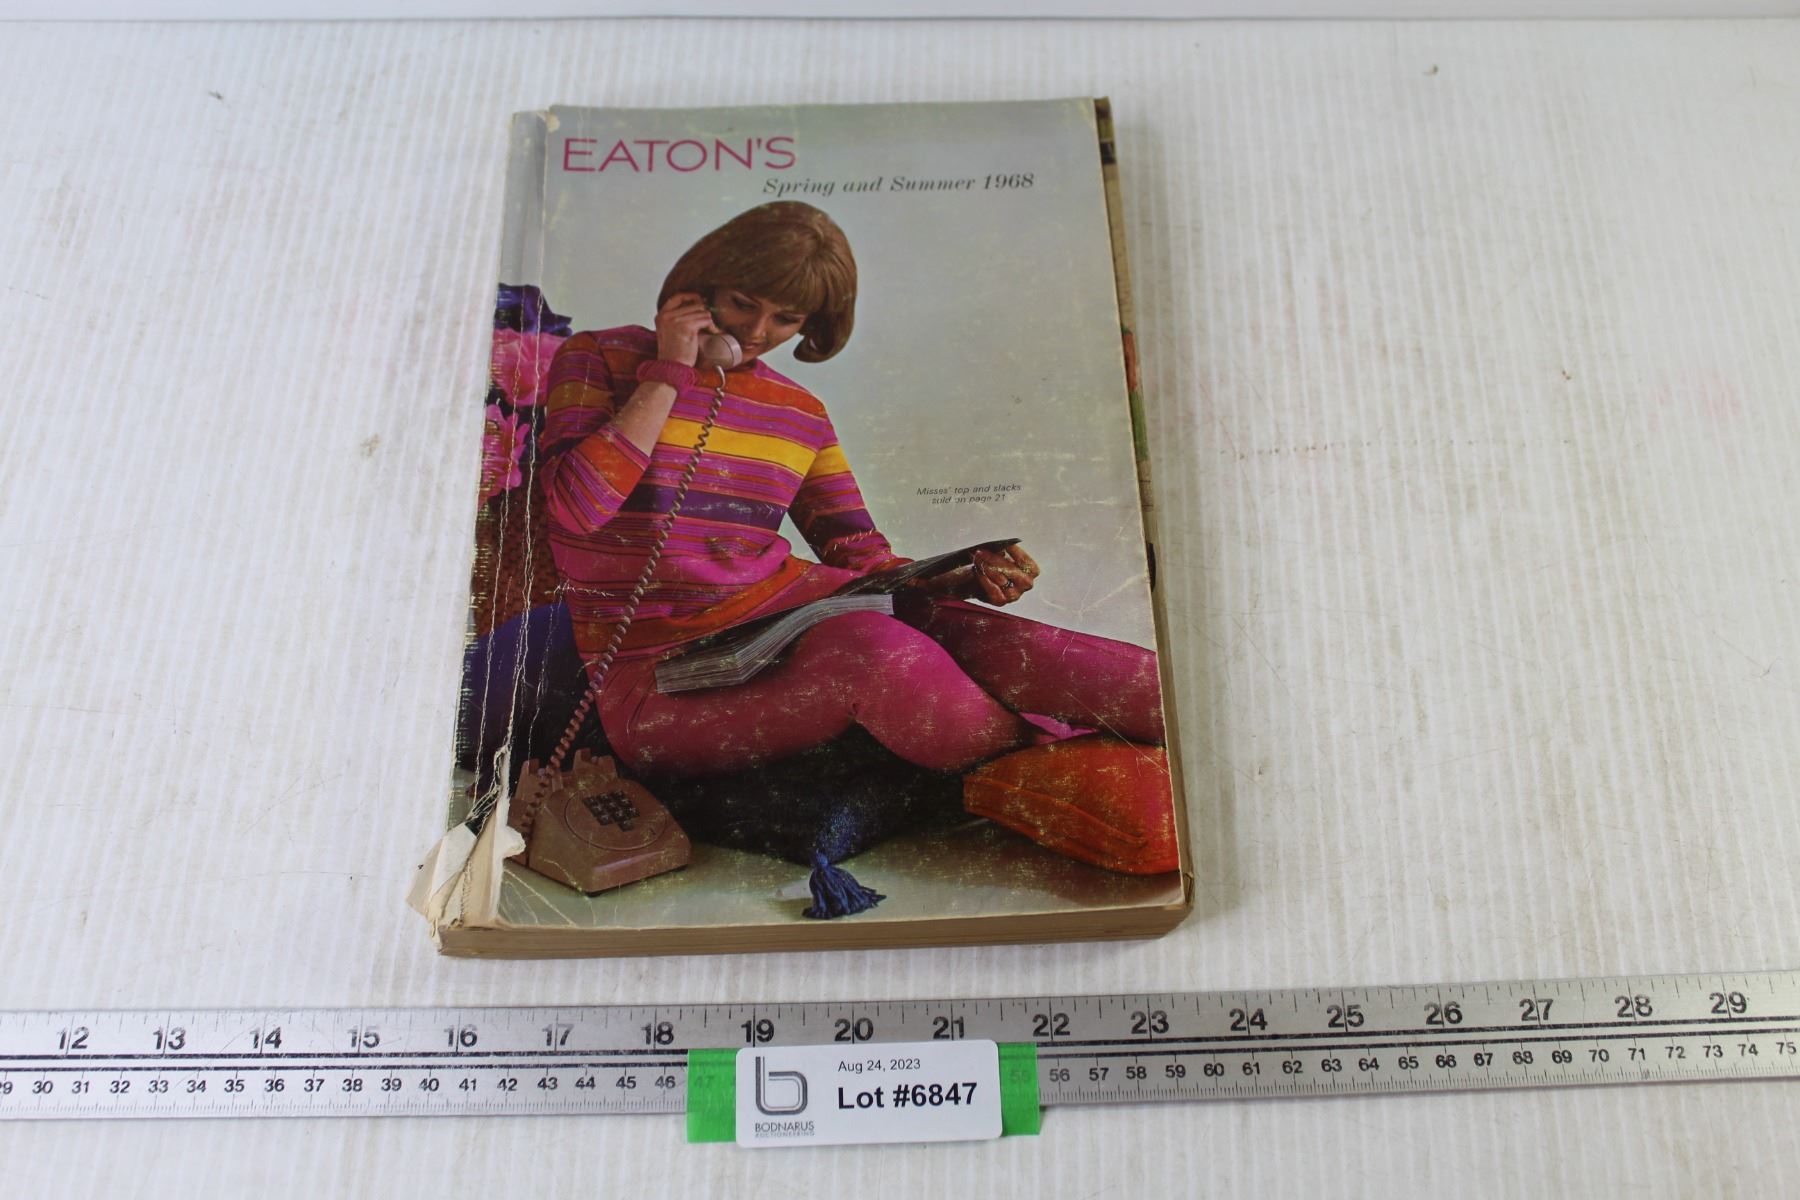 EATON'S
Spring and Summer 1968
Misses' top and slacks
sold on page 21
12 13 14 15 16 17 18 19 20 21 22 23 24 25 26 27 28 29
29 30 31 32 33 34 35 36 37 38 39 40 41 42 43 44 45 46 47 55 56 57 58 59 60 61 62 63 64 65 66 67 68 69 70 71 72 73 74 75
Aug 24, 2023
Lot #6847
BODNARUS
AUCTIONEERING